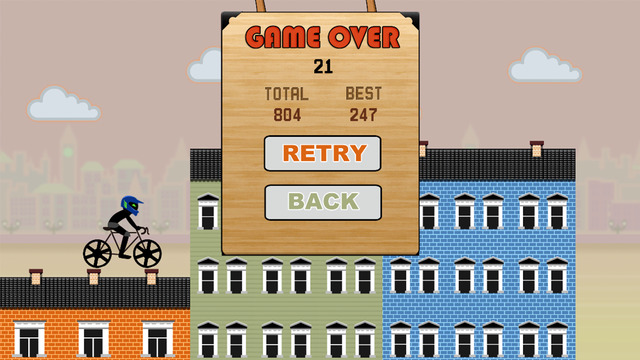 GAME OVER
21
TOTAL BEST
804 247
RETRY
BACK